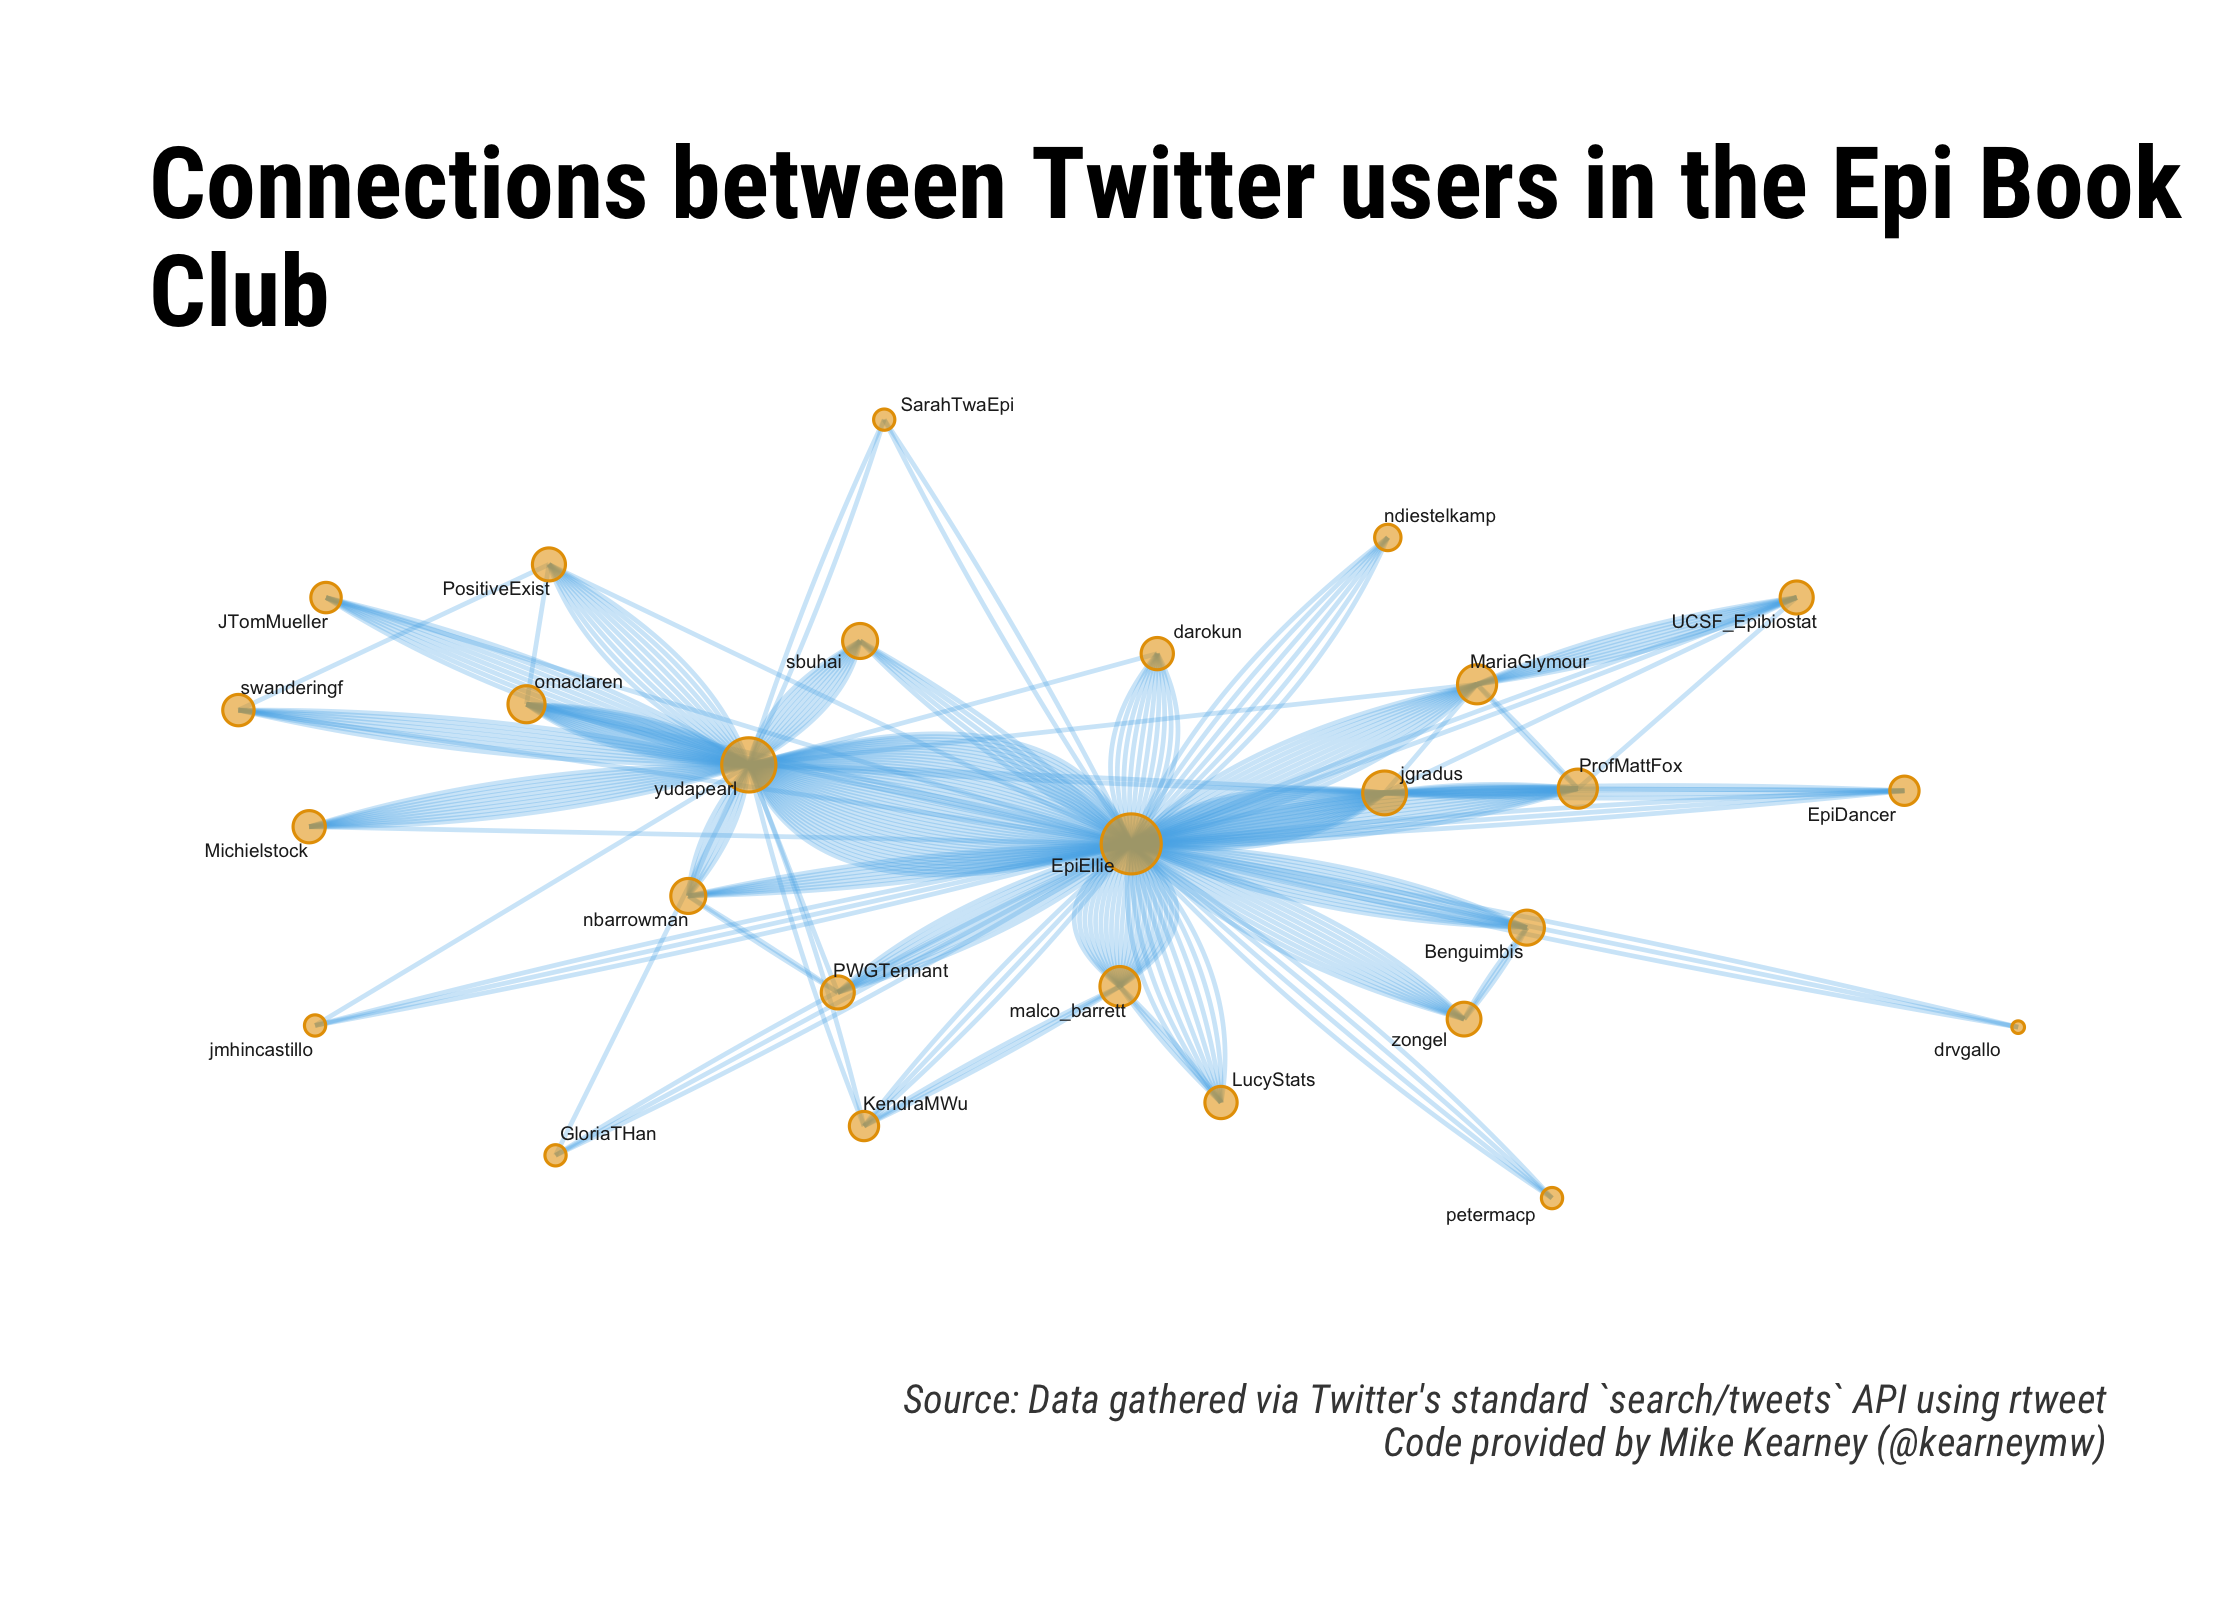 Connections between Twitter users in the Epi Book
Club
SarahTwaEpi
ndiestelkamp
PositiveExist
JTomMueller
UCSF_Epibiostat
darokun
sbuhai
MariaGlymour
omaclaren
swanderingf
ProfMattFox
jgradus
yudapearl
EpiDancer
Michielstock
EpiEllie
nbarrowman
Benguimbis
PWGTennant
malco_barrett
zongel
jmhincastillo
drvgallo
LucyStats
KendraMWu
GloriaTHan
petermacp
Source: Data gathered via Twitter's standard `search/tweets` API using rtweet
Code provided by Mike Kearney (@kearneymw)